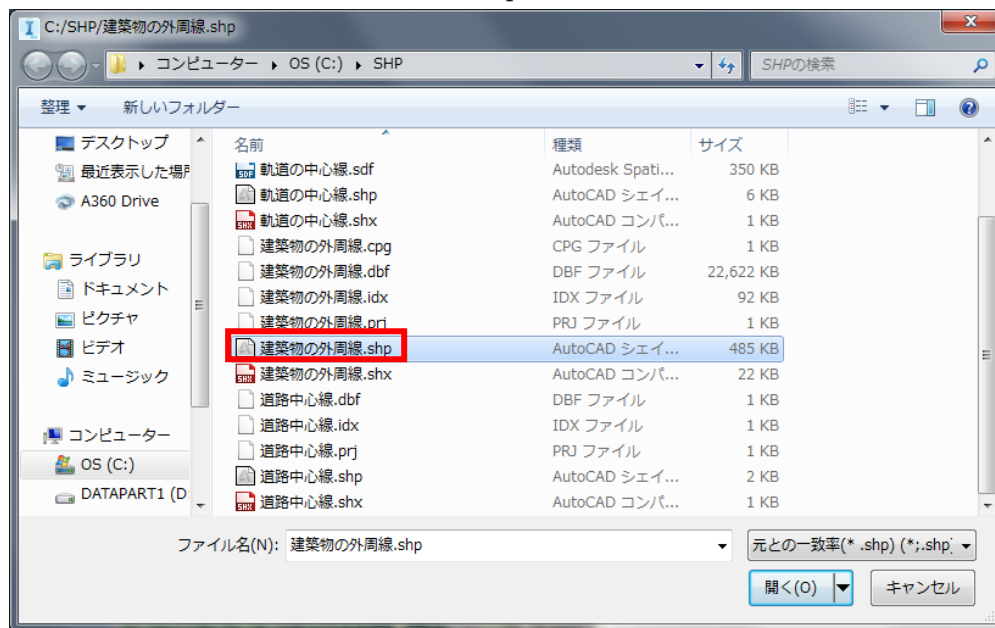 C:/SHP/建築物の外周線.shp
コンピューター ▸ OS (C:) ▸ SHP
SHPの検索
整理 ▼ 新しいフォルダー
デスクトップ
最近表示した場所
A360 Drive
ライブラリ
ドキュメント
ピクチャ
ビデオ
ミュージック
コンピューター
OS (C:)
DATAPART1 (D
名前 種類 サイズ
軌道の中心線.sdf Autodesk Spati... 350 KB
軌道の中心線.shp AutoCAD シェイ... 6 KB
軌道の中心線.shx AutoCAD コンパ... 1 KB
建築物の外周線.cpg CPG ファイル 1 KB
建築物の外周線.dbf DBF ファイル 22,622 KB
建築物の外周線.idx IDX ファイル 92 KB
建築物の外周線.prj PRJ ファイル 1 KB
建築物の外周線.shp AutoCAD シェイ... 485 KB
建築物の外周線.shx AutoCAD コンパ... 22 KB
道路中心線.dbf DBF ファイル 1 KB
道路中心線.idx IDX ファイル 1 KB
道路中心線.prj PRJ ファイル 1 KB
道路中心線.shp AutoCAD シェイ... 2 KB
道路中心線.shx AutoCAD コンパ... 1 KB
ファイル名(N): 建築物の外周線.shp
元との一致率(* .shp) (*;.shp)
開く(O) キャンセル